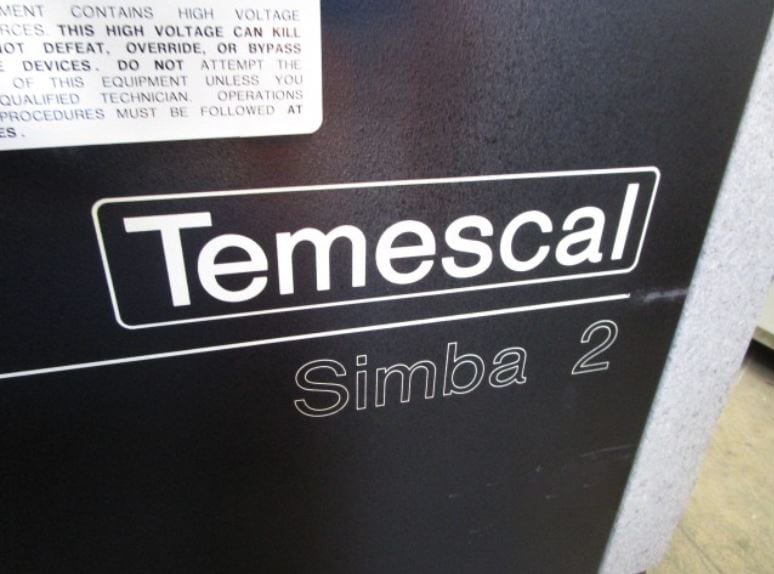 MENT CONTAINS HIGH VOLTAGE
RCES. THIS HIGH VOLTAGE CAN KILL
NOT DEFEAT, OVERRIDE, OR BYPASS
E DEVICES. DO NOT ATTEMPT THE
OF THIS EQUIPMENT UNLESS YOU
QUALIFIED TECHNICIAN. OPERATIONS
PROCEDURES MUST BE FOLLOWED AT
ES.
Temescal
Simba 2